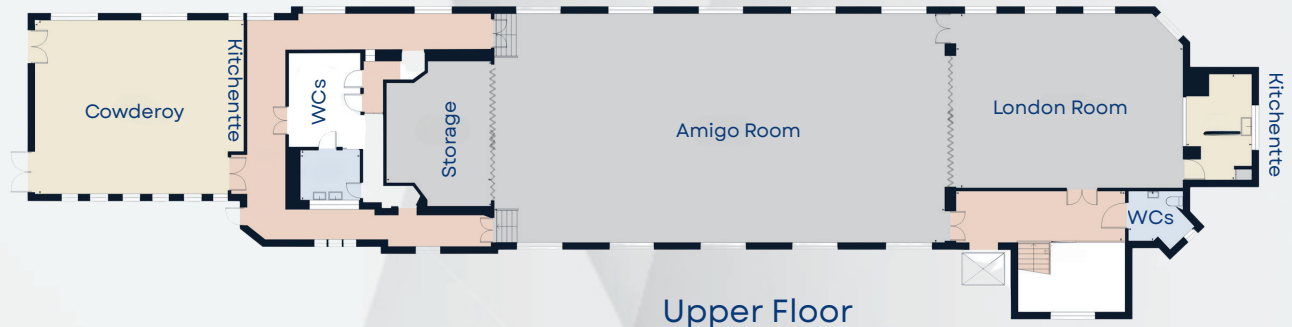 Cowderoy
Kitchentte
WCs
Storage
Amigo Room
London Room
Kitchentte
WCs
Upper Floor